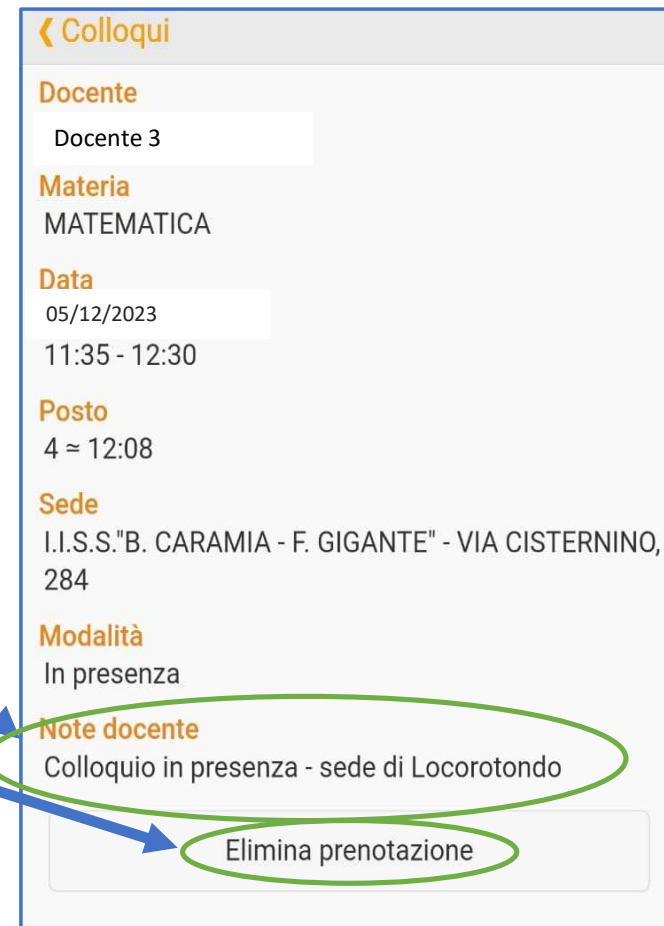 ❮ Colloqui
Docente
Docente 3
Materia
MATEMATICA
Data
05/12/2023
11:35 - 12:30
Posto
4 ≃ 12:08
Sede
I.I.S.S."B. CARAMIA - F. GIGANTE" - VIA CISTERNINO,
284
Modalità
In presenza
Note docente
Colloquio in presenza - sede di Locorotondo
Elimina prenotazione